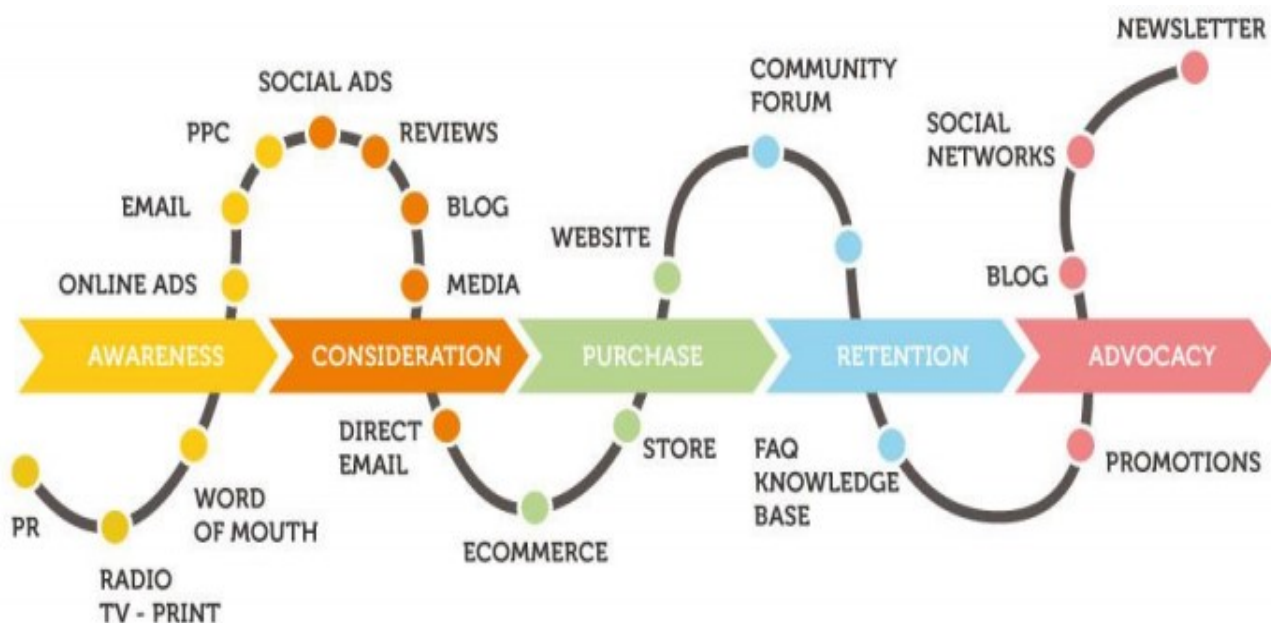 NEWSLETTER
SOCIAL ADS
COMMUNITY
FORUM
PPC
REVIEWS
SOCIAL
NETWORKS
EMAIL
BLOG
WEBSITE
ONLINE ADS
MEDIA
BLOG
AWARENESS
CONSIDERATION
PURCHASE
RETENTION
ADVOCACY
DIRECT
EMAIL
STORE
FAQ
KNOWLEDGE
BASE
PROMOTIONS
PR
WORD
OF MOUTH
ECOMMERCE
RADIO
TV - PRINT